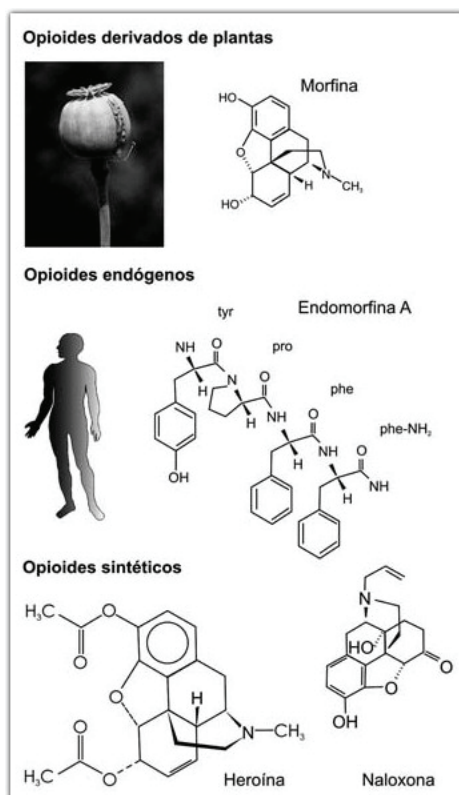 Opioides derivados de plantas
Morfina
HO
O
N
H
CH₃
HO
Opioides endógenos
Endomorfina A
tyr
pro
phe
phe-NH₂
NH
O
H
N
O
H
NH
O
H
NH
O
H
NH
OH
Opioides sintéticos
H₃C
O
O
O
H
N
CH₃
H₃C
O
O
Heroína
N
HO
O
O
OH
Naloxona